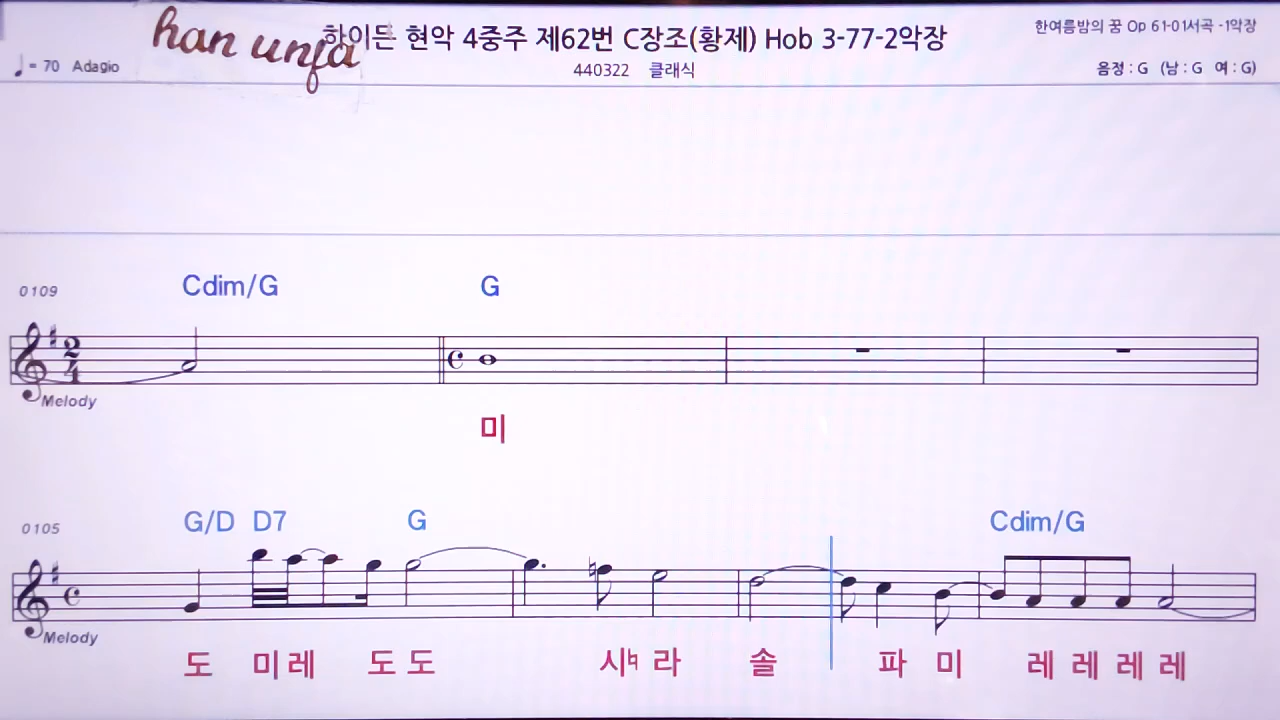 han unfa
하이든 현악 4중주 제62번 C장조(황제) Hob 3-77-2악장
한여름밤의 꿈 Op 61-01서곡 -1악장
♩= 70 Adagio
440322 클래식
음정 : G (남 : G 여 : G)
0109 Cdim/G G
2/4
Melody
미
0105 G/D D7 G Cdim/G
Melody
도 미 레 도 도 시♮ 라 솔 파 미 레 레 레 레